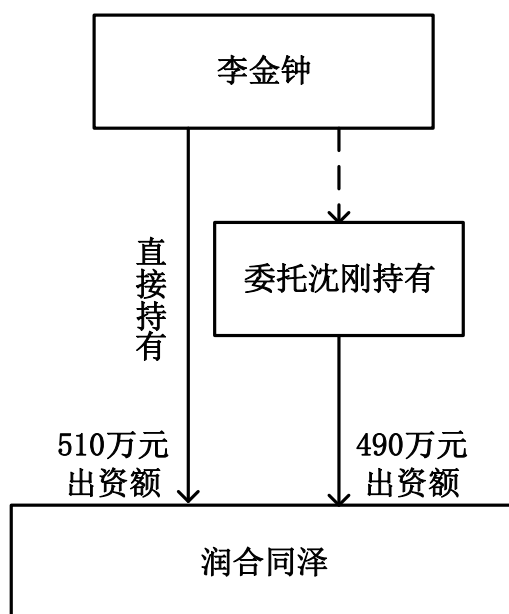 李金钟
直接持有
委托沈刚持有
510万元
出资额
490万元
出资额
润合同泽